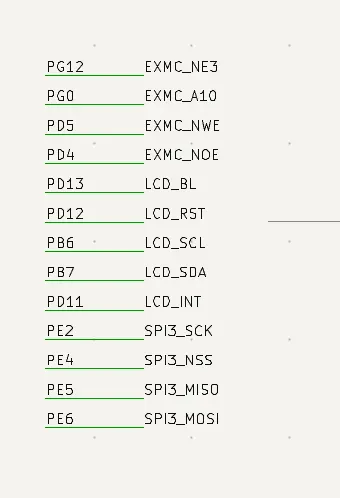 PG12 EXMC_NE3
PG0 EXMC_A10
PD5 EXMC_NWE
PD4 EXMC_NOE
PD13 LCD_BL
PD12 LCD_RST
PB6 LCD_SCL
PB7 LCD_SDA
PD11 LCD_INT
PE2 SPI3_SCK
PE4 SPI3_NSS
PE5 SPI3_MISO
PE6 SPI3_MOSI